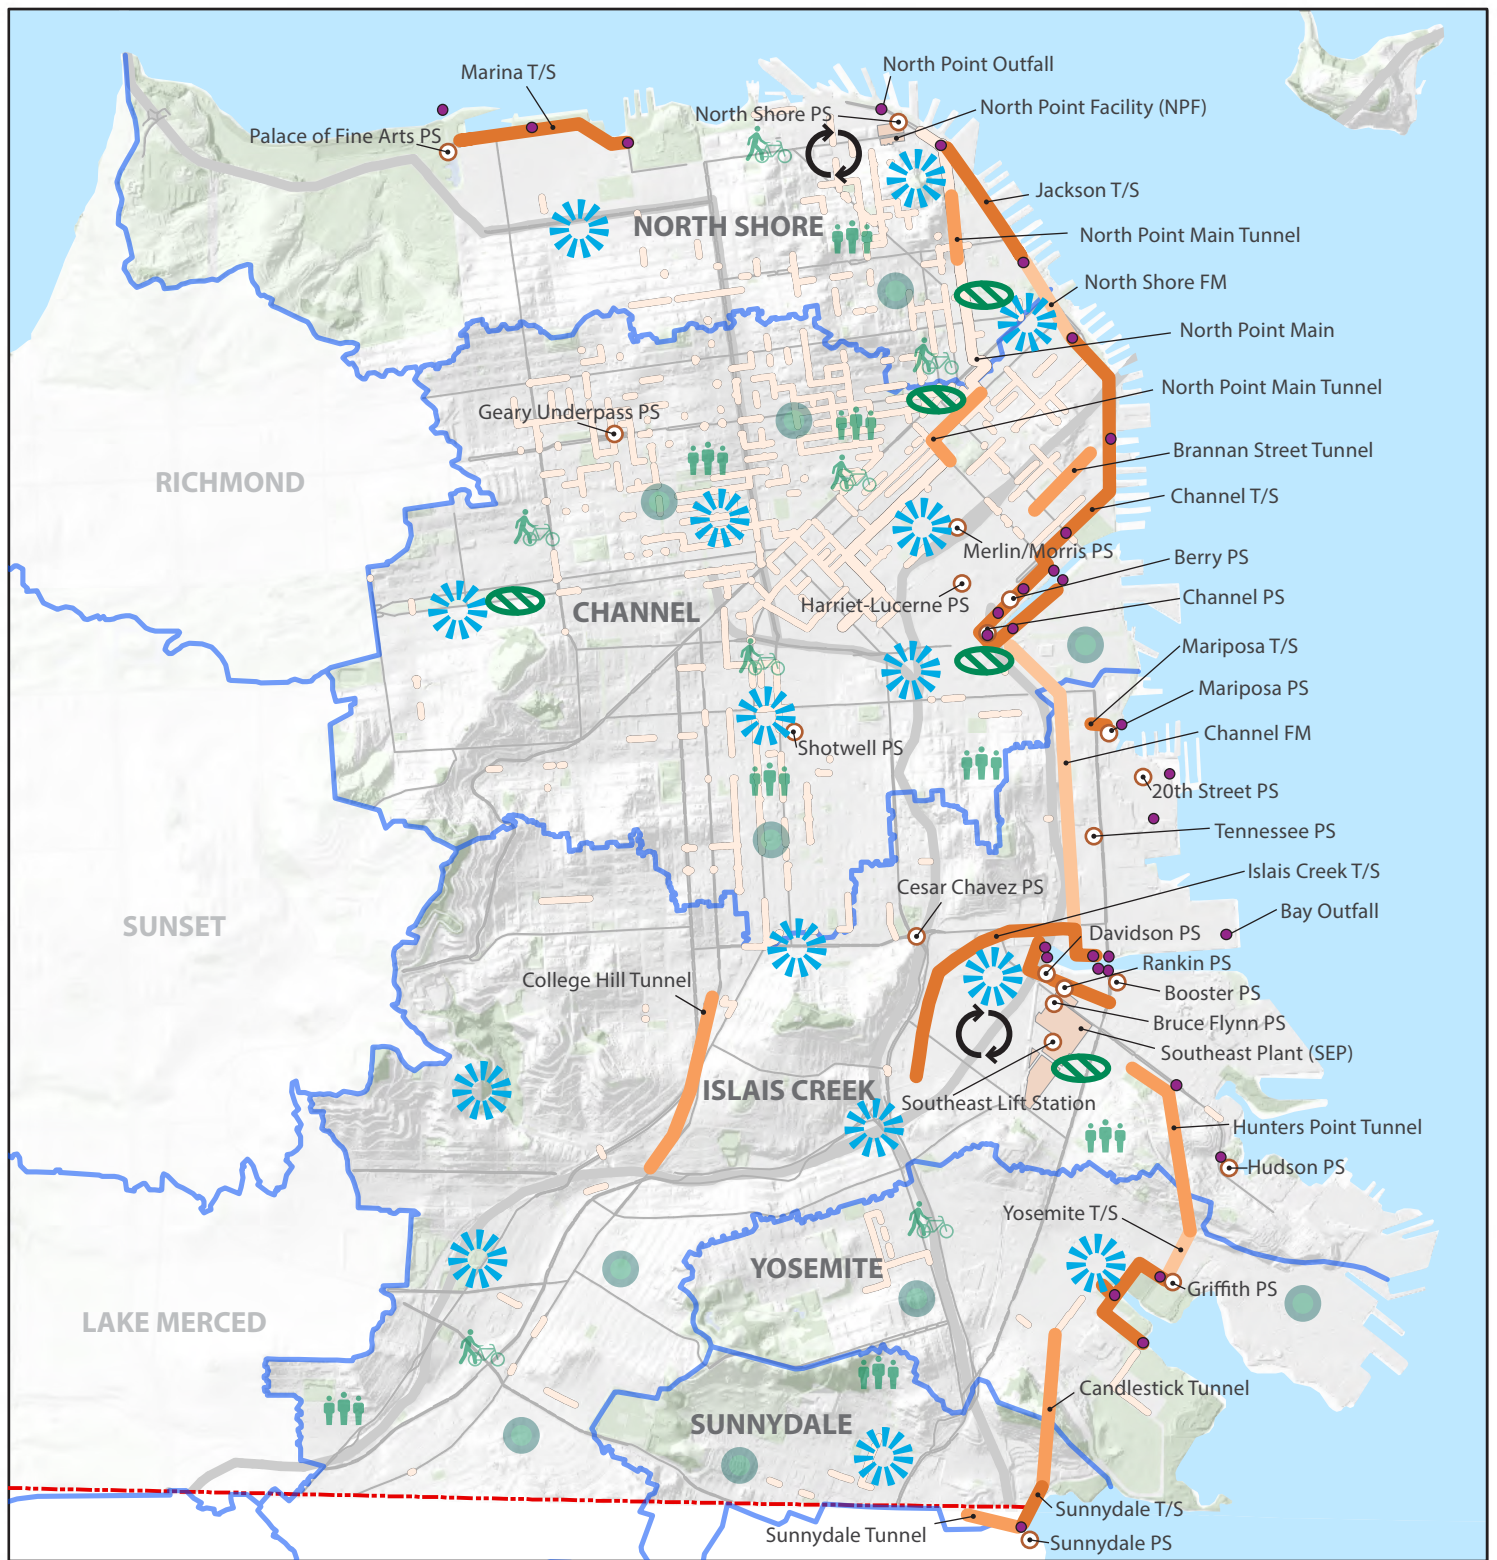 North Point Outfall
Marina T/S
North Shore PS
North Point Facility (NPF)
Palace of Fine Arts PS
Jackson T/S
NORTH SHORE
North Point Main Tunnel
North Shore FM
North Point Main
North Point Main Tunnel
Geary Underpass PS
Brannan Street Tunnel
RICHMOND
Channel T/S
Merlin/Morris PS
Berry PS
Channel PS
Harriet-Lucerne PS
CHANNEL
Mariposa T/S
Mariposa PS
Channel FM
Shotwell PS
20th Street PS
Tennessee PS
Islais Creek T/S
Cesar Chavez PS
Bay Outfall
SUNSET
Davidson PS
Rankin PS
College Hill Tunnel
Booster PS
Bruce Flynn PS
Southeast Plant (SEP)
ISLAIS CREEK
Southeast Lift Station
Hunters Point Tunnel
Hudson PS
Yosemite T/S
YOSEMITE
Griffith PS
LAKE MERCED
Candlestick Tunnel
SUNNYDALE
Sunnydale T/S
Sunnydale Tunnel
Sunnydale PS